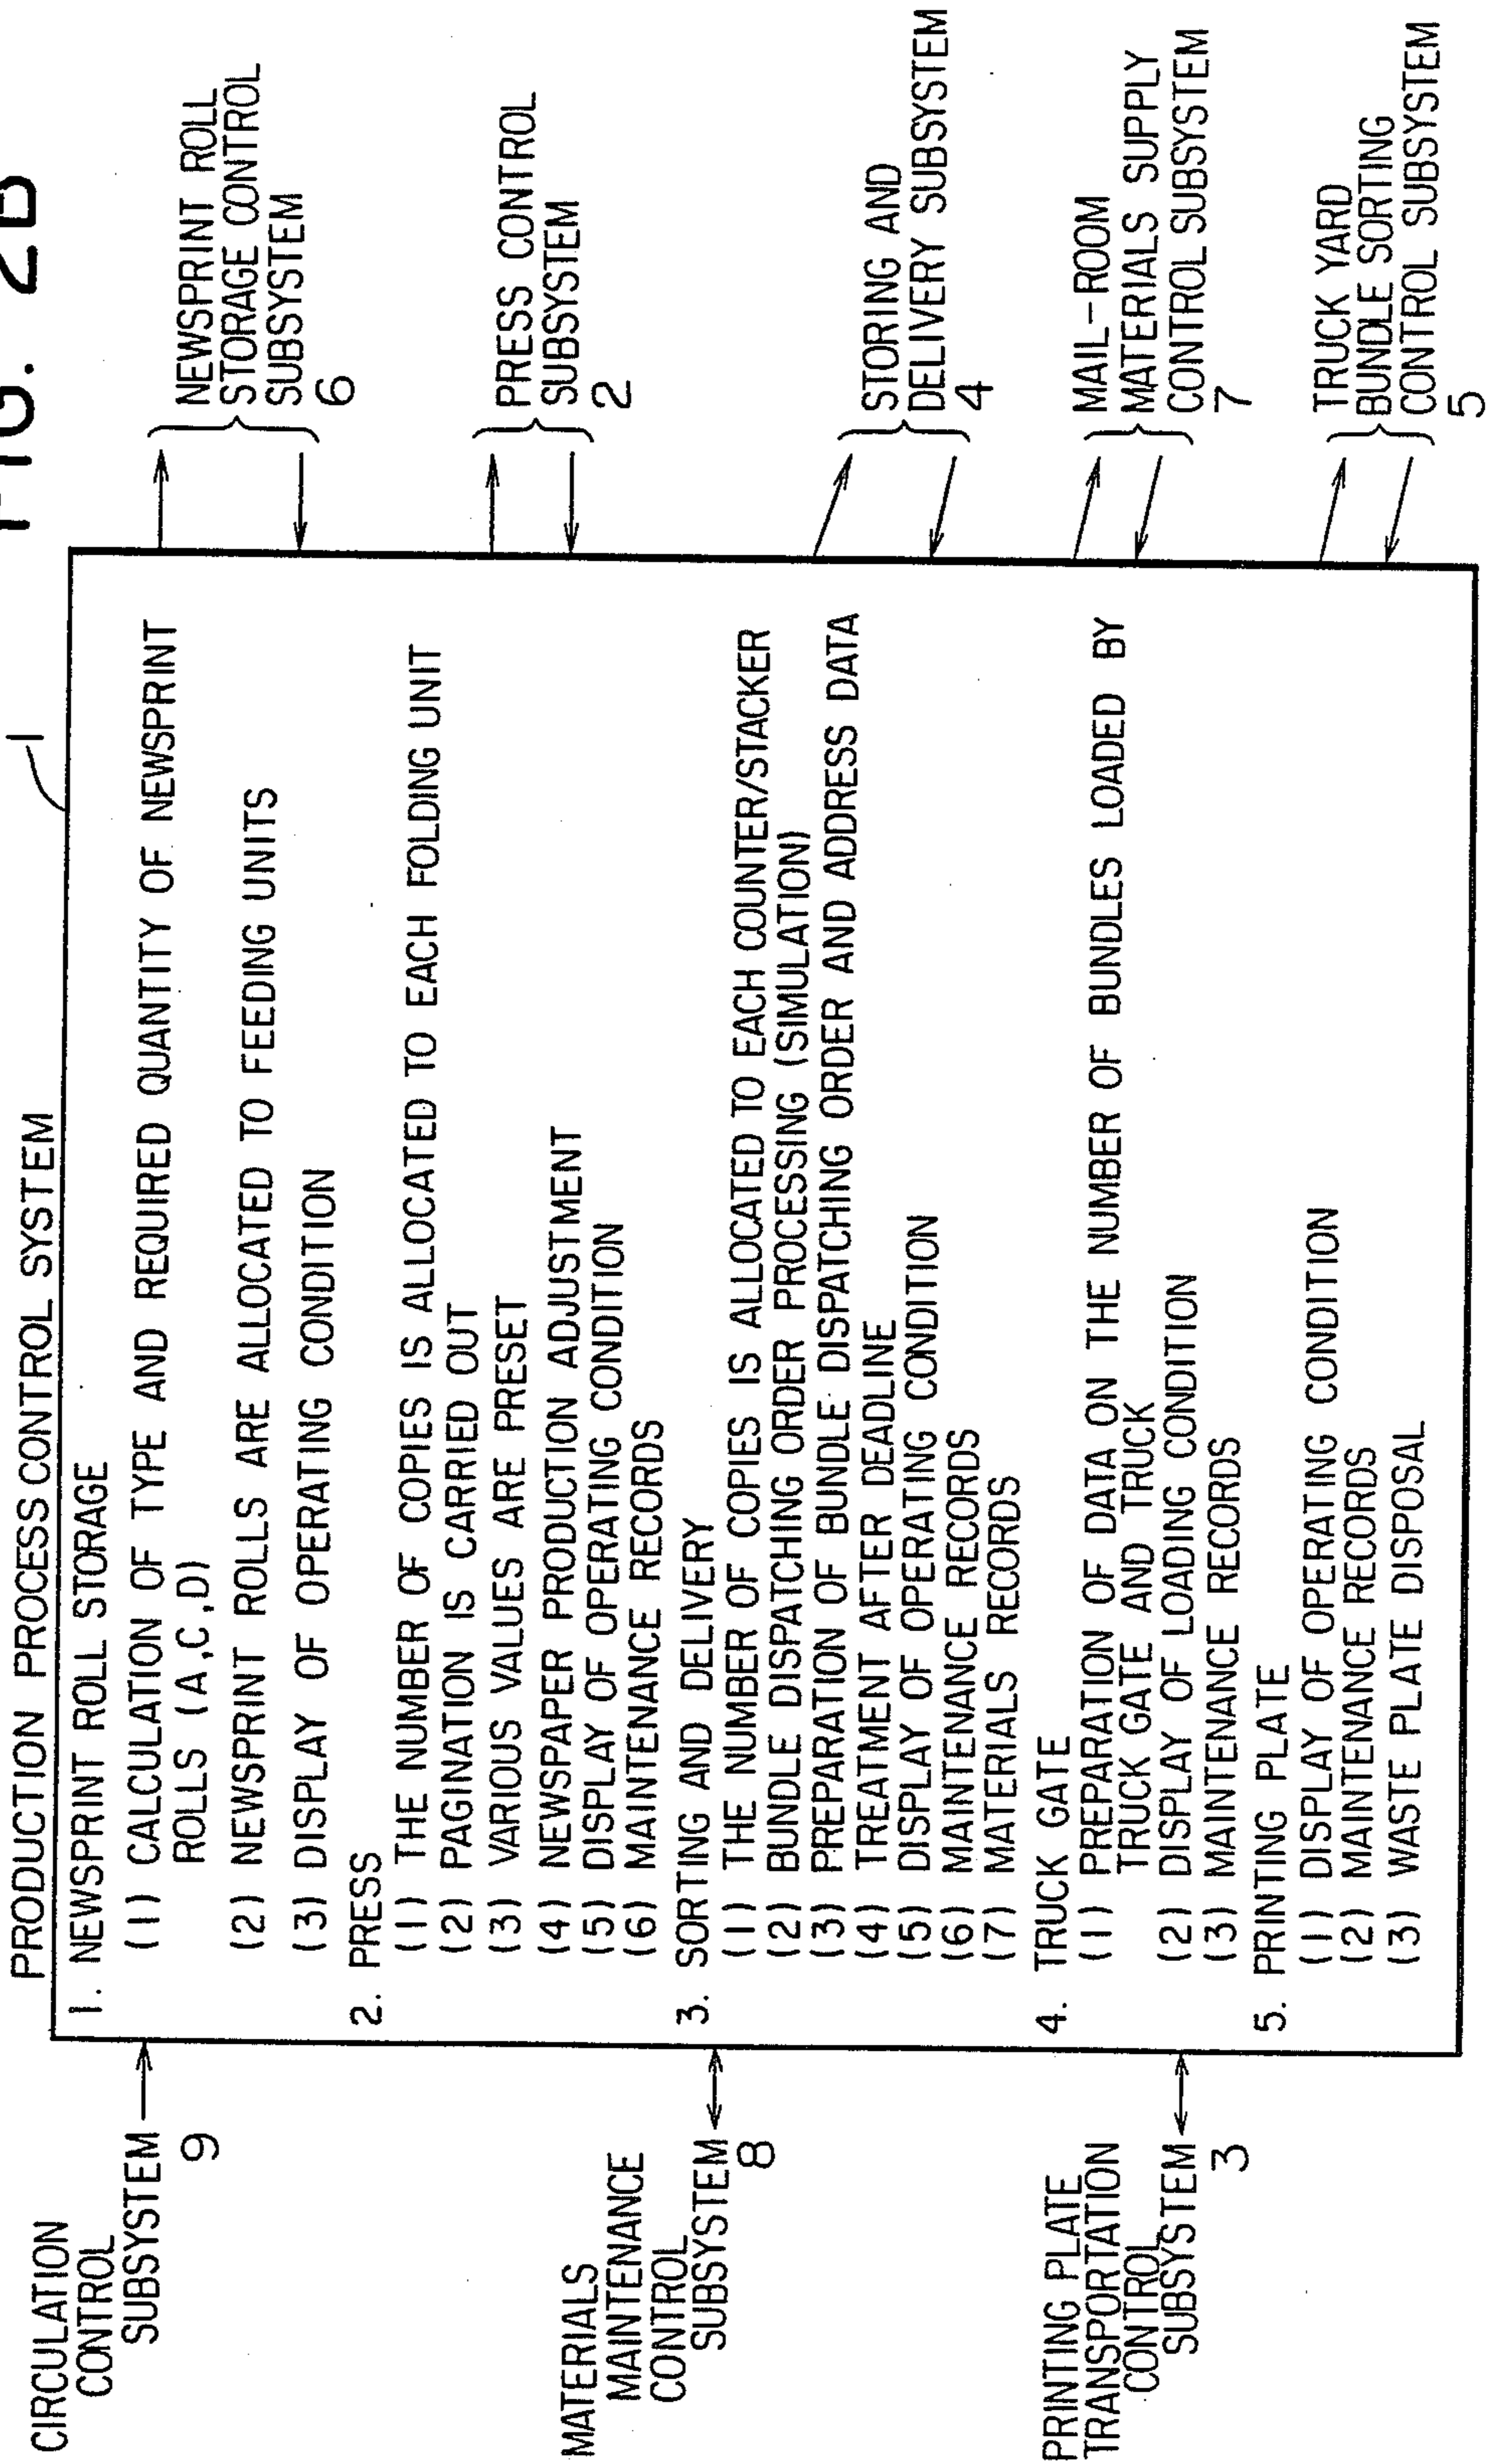 FIG. 2B
PRODUCTION PROCESS CONTROL SYSTEM
1
CIRCULATION
CONTROL
SUBSYSTEM
9
MATERIALS
MAINTENANCE
CONTROL
SUBSYSTEM
8
PRINTING PLATE
TRANSPORTATION
CONTROL
SUBSYSTEM
3
1. NEWSPRINT ROLL STORAGE
(1) CALCULATION OF TYPE AND REQUIRED QUANTITY OF NEWSPRINT
ROLLS (A,C,D)
(2) NEWSPRINT ROLLS ARE ALLOCATED TO FEEDING UNITS
(3) DISPLAY OF OPERATING CONDITION
2. PRESS
(1) THE NUMBER OF COPIES IS ALLOCATED TO EACH FOLDING UNIT
(2) PAGINATION IS CARRIED OUT
(3) VARIOUS VALUES ARE PRESET
(4) NEWSPAPER PRODUCTION ADJUSTMENT
(5) DISPLAY OF OPERATING CONDITION
(6) MAINTENANCE RECORDS
3. SORTING AND DELIVERY
(1) THE NUMBER OF COPIES IS ALLOCATED TO EACH COUNTER/STACKER
(2) BUNDLE DISPATCHING ORDER PROCESSING (SIMULATION)
(3) PREPARATION OF BUNDLE DISPATCHING ORDER AND ADDRESS DATA
(4) TREATMENT AFTER DEADLINE
(5) DISPLAY OF OPERATING CONDITION
(6) MAINTENANCE RECORDS
(7) MATERIALS RECORDS
4. TRUCK GATE
(1) PREPARATION OF DATA ON THE NUMBER OF BUNDLES LOADED BY
TRUCK GATE AND TRUCK
(2) DISPLAY OF LOADING CONDITION
(3) MAINTENANCE RECORDS
5. PRINTING PLATE
(1) DISPLAY OF OPERATING CONDITION
(2) MAINTENANCE RECORDS
(3) WASTE PLATE DISPOSAL
NEWSPRINT ROLL
STORAGE CONTROL
SUBSYSTEM
6
PRESS CONTROL
SUBSYSTEM
2
STORING AND
DELIVERY SUBSYSTEM
4
MAIL-ROOM
MATERIALS SUPPLY
CONTROL SUBSYSTEM
7
TRUCK YARD
BUNDLE SORTING
CONTROL SUBSYSTEM
5